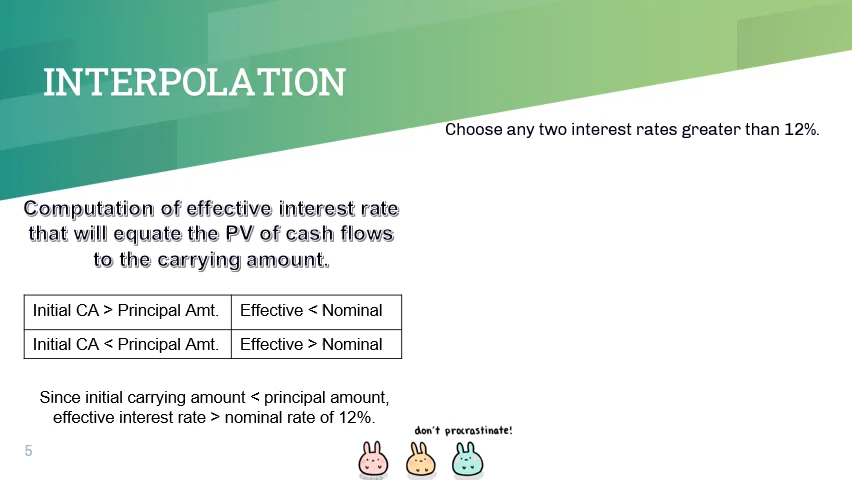 INTERPOLATION
Choose any two interest rates greater than 12%.
Computation of effective interest rate
that will equate the PV of cash flows
to the carrying amount.
Initial CA > Principal Amt. Effective < Nominal
Initial CA < Principal Amt. Effective > Nominal
Since initial carrying amount < principal amount,
effective interest rate > nominal rate of 12%.
don't procrastinate!
5